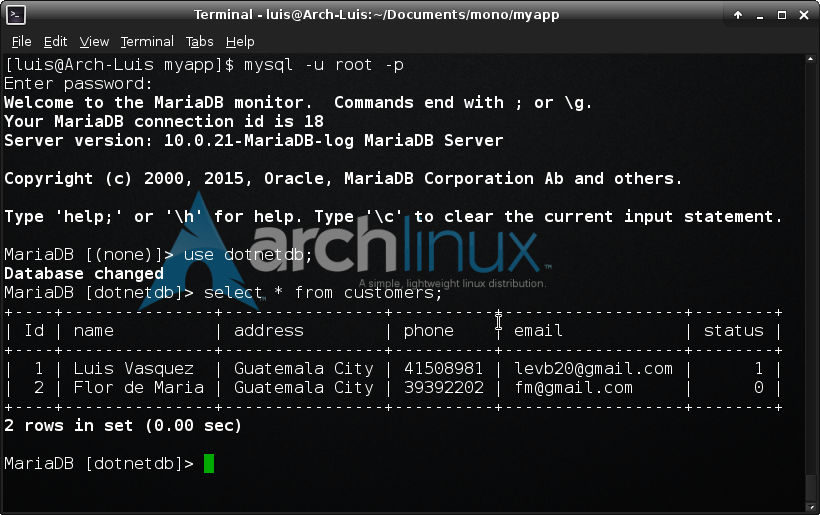 Terminal - luis@Arch-Luis:~/Documents/mono/myapp
File Edit View Terminal Tabs Help
[luis@Arch-Luis myapp]$ mysql -u root -p
Enter password:
Welcome to the MariaDB monitor.  Commands end with ; or \g.
Your MariaDB connection id is 18
Server version: 10.0.21-MariaDB-log MariaDB Server
Copyright (c) 2000, 2015, Oracle, MariaDB Corporation Ab and others.
Type 'help;' or '\h' for help. Type '\c' to clear the current input statement.
archlinux™
MariaDB [(none)]> use dotnetdb;
Database changed
A simple, lightweight linux distribution.
MariaDB [dotnetdb]> select * from customers;
+----+---------------+----------------+----------+------------------+--------+
| Id | name          | address        | phone    | email            | status |
+----+---------------+----------------+----------+------------------+--------+
|  1 | Luis Vasquez  | Guatemala City | 41508981 | levb20@gmail.com |      1 |
|  2 | Flor de Maria | Guatemala City | 39392202 | fm@gmail.com     |      0 |
+----+---------------+----------------+----------+------------------+--------+
2 rows in set (0.00 sec)
MariaDB [dotnetdb]>